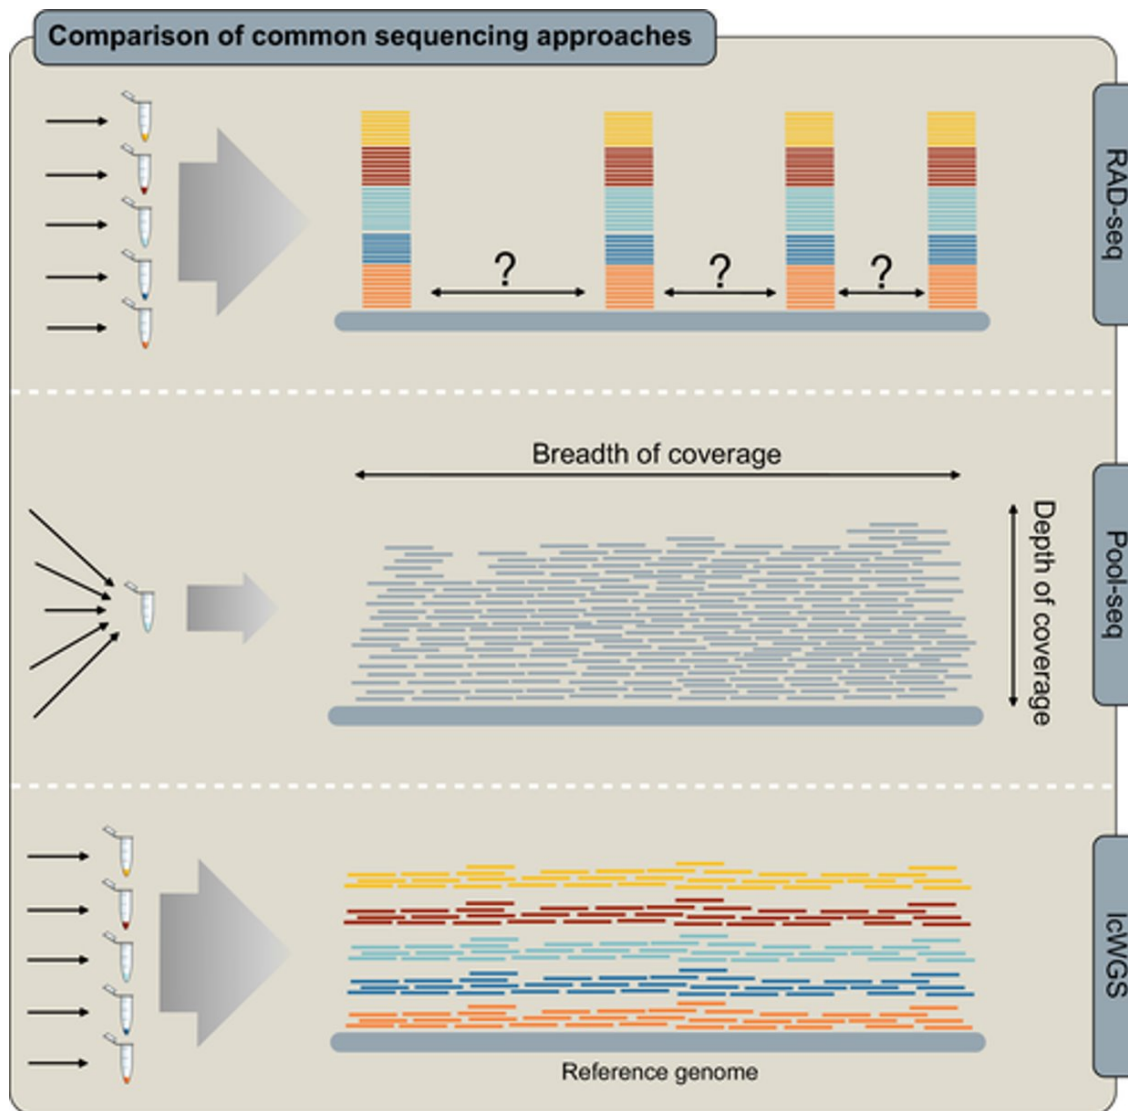 Comparison of common sequencing approaches
RAD-seq
?
?
?
Breadth of coverage
Depth of coverage
Pool-seq
lcWGS
Reference genome